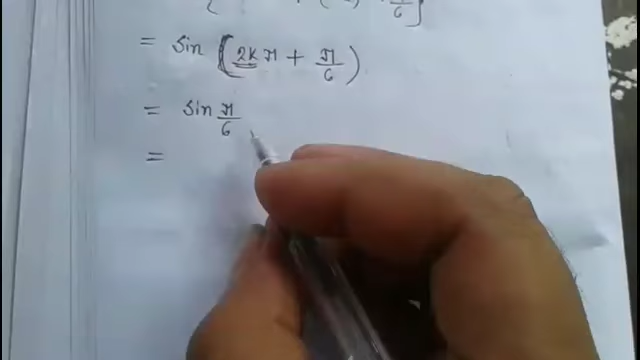 = sin (2kπ + π/6)
= sin π/6
=